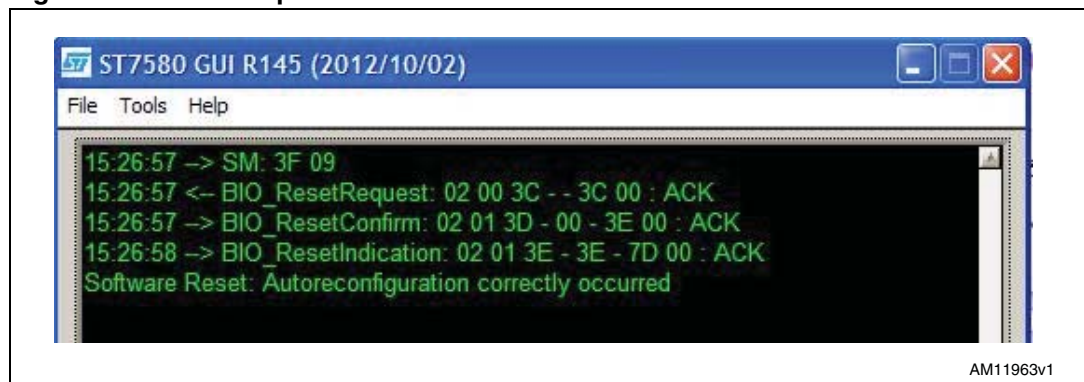 ST7580 GUI R145 (2012/10/02)
File Tools Help
15:26:57 --> SM: 3F 09
15:26:57 <-- BIO_ResetRequest: 02 00 3C - - 3C 00 : ACK
15:26:57 --> BIO_ResetConfirm: 02 01 3D - 00 - 3E 00 : ACK
15:26:58 --> BIO_ResetIndication: 02 01 3E - 3E - 7D 00 : ACK
Software Reset: Autoreconfiguration correctly occurred
AM11963v1